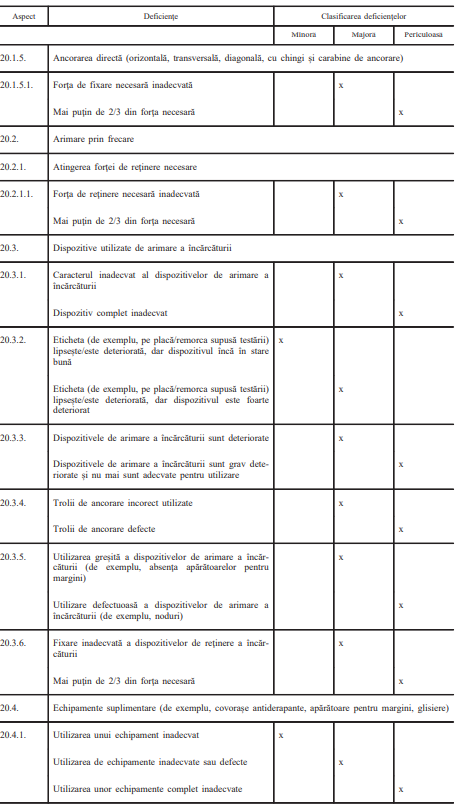 Aspect Deficiențe Clasificarea deficiențelor
Minora Majora Periculoasa
20.1.5. Ancorarea directă (orizontală, transversală, diagonală, cu chingi și carabine de ancorare)
20.1.5.1. Forța de fixare necesară inadecvată x
Mai puțin de 2/3 din forța necesară x
20.2. Arimare prin frecare
20.2.1. Atingerea forței de reținere necesare
20.2.1.1. Forța de reținere necesară inadecvată x
Mai puțin de 2/3 din forța necesară x
20.3. Dispozitive utilizate de arimare a încărcăturii
20.3.1. Caracterul inadecvat al dispozitivelor de arimare a x
încărcăturii
Dispozitiv complet inadecvat x
20.3.2. Eticheta (de exemplu, pe placă/remorca supusă testării) x
lipsește/este deteriorată, dar dispozitivul încă în stare
bună
Eticheta (de exemplu, pe placă/remorca supusă testării) x
lipsește/este deteriorată, dar dispozitivul este foarte
deteriorat
20.3.3. Dispozitivele de arimare a încărcăturii sunt deteriorate x
Dispozitivele de arimare a încărcăturii sunt grav dete- x
riorate și nu mai sunt adecvate pentru utilizare
20.3.4. Trolii de ancorare incorect utilizate x
Trolii de ancorare defecte x
20.3.5. Utilizarea greșită a dispozitivelor de arimare a încăr- x
căturii (de exemplu, absența apărătoarelor pentru
margini)
Utilizare defectuoasă a dispozitivelor de arimare a x
încărcăturii (de exemplu, noduri)
20.3.6. Fixare inadecvată a dispozitivelor de reținere a încăr- x
căturii
Mai puțin de 2/3 din forța necesară x
20.4. Echipamente suplimentare (de exemplu, covorașe antiderapante, apărătoare pentru margini, glisiere)
20.4.1. Utilizarea unui echipament inadecvat x
Utilizarea de echipamente inadecvate sau defecte x
Utilizarea unor echipamente complet inadecvate x